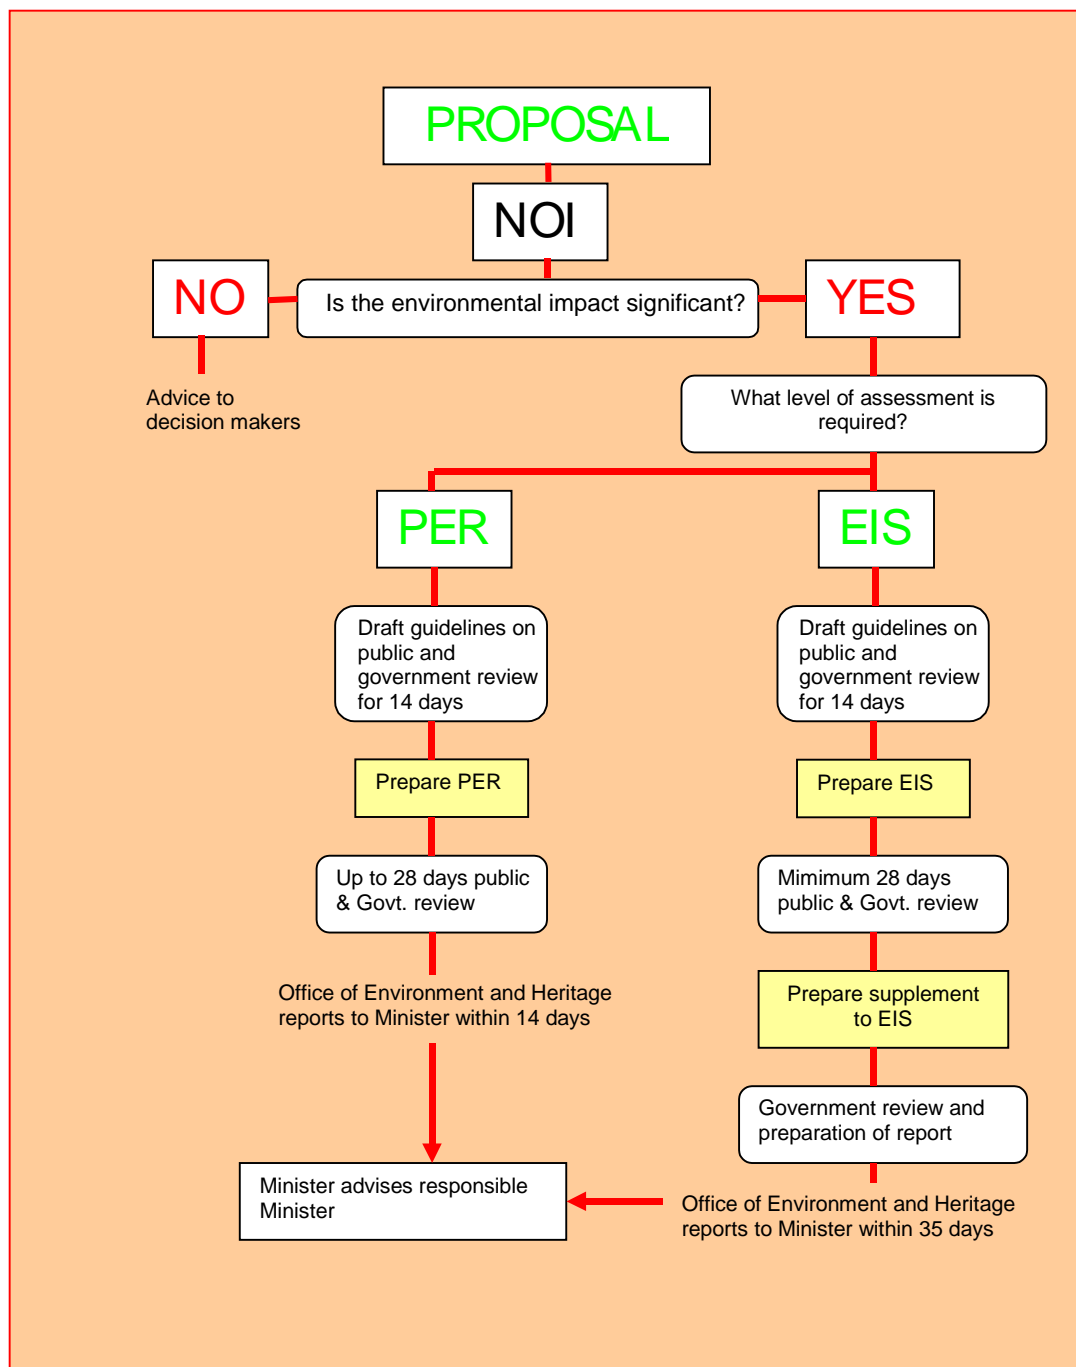 PROPOSAL
NOI
NO
Is the environmental impact significant?
YES
Advice to
decision makers
What level of assessment is
required?
PER
EIS
Draft guidelines on
public and
government review
for 14 days
Draft guidelines on
public and
government review
for 14 days
Prepare PER
Prepare EIS
Up to 28 days public
& Govt. review
Mimimum 28 days
public & Govt. review
Office of Environment and Heritage
reports to Minister within 14 days
Prepare supplement
to EIS
Government review and
preparation of report
Minister advises responsible
Minister
Office of Environment and Heritage
reports to Minister within 35 days